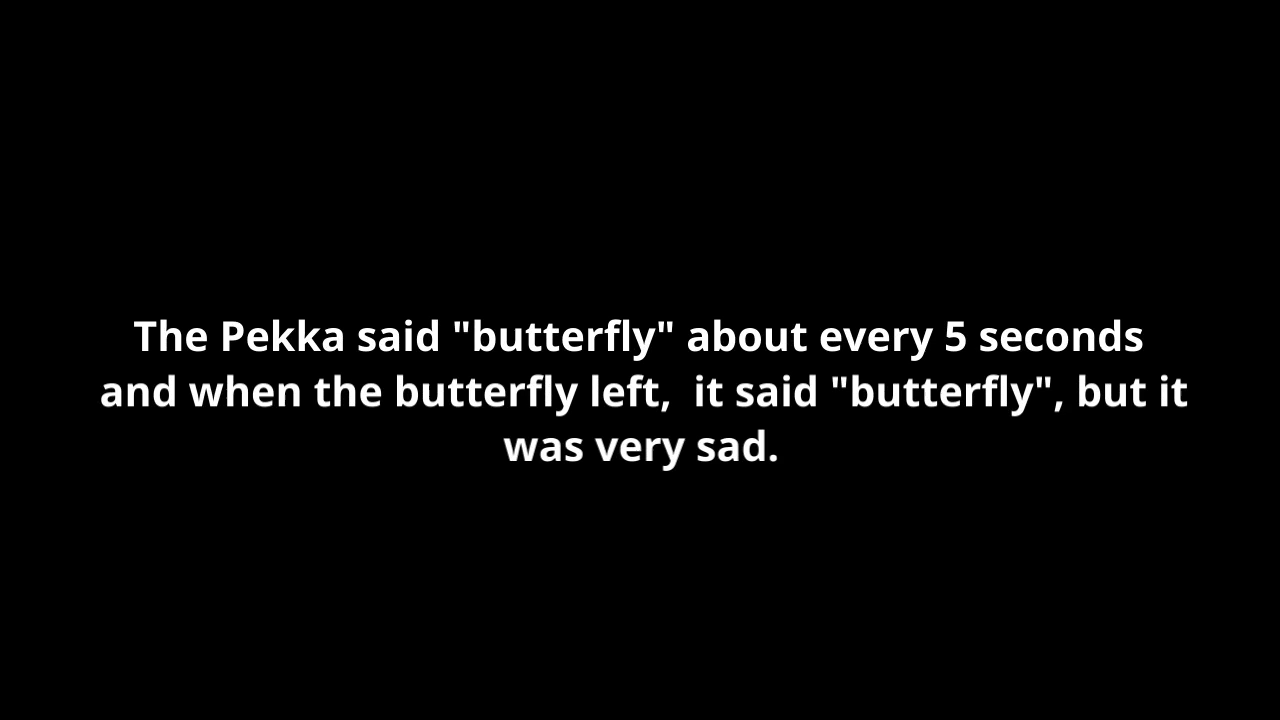 The Pekka said "butterfly" about every 5 seconds
and when the butterfly left,  it said "butterfly", but it
was very sad.